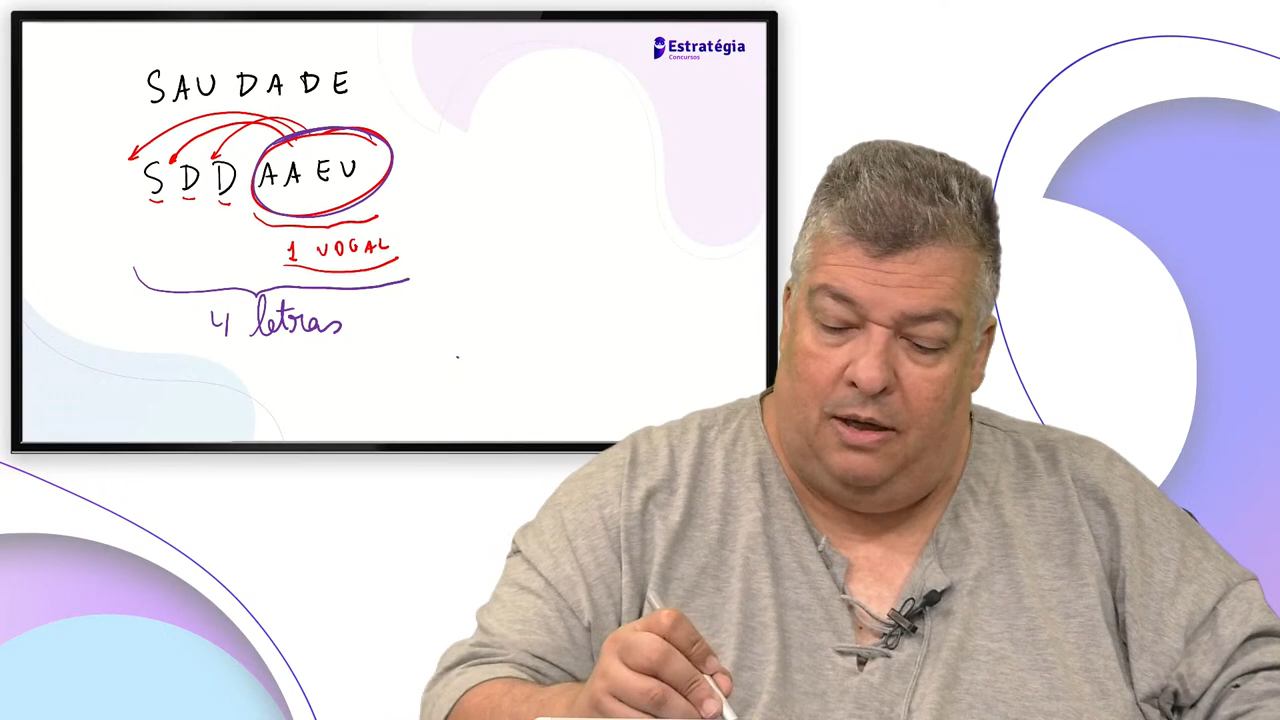 Estratégia
Concursos
SAUDADE
SDDAAEU
1 VOGAL
4 letras